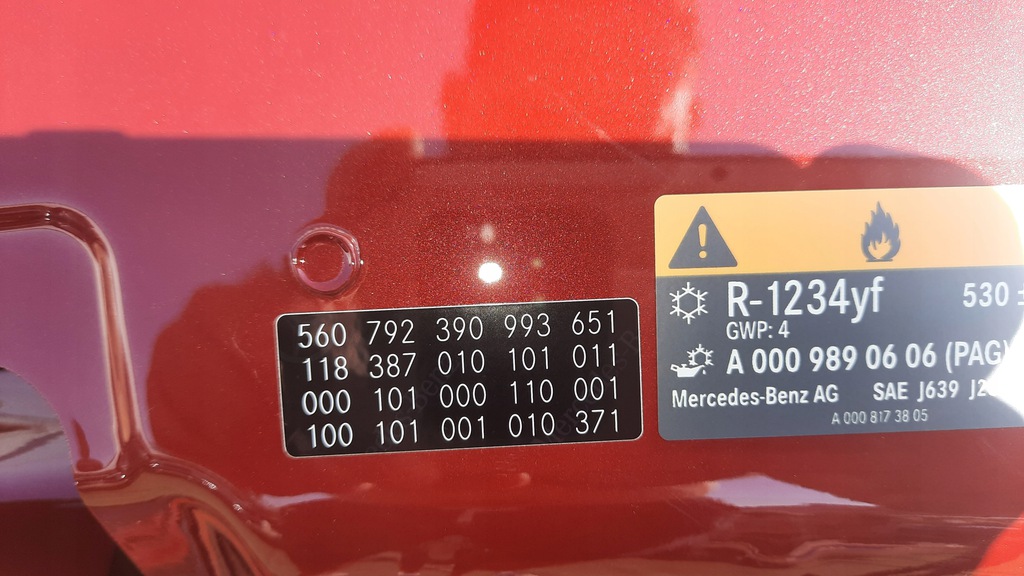 560 792 390 993 651
118 387 010 101 011
000 101 000 110 001
100 101 001 010 371
R-1234yf 530 ±
GWP: 4
A 000 989 06 06 (PAG)
Mercedes-Benz AG SAE J639
A 000 817 38 05